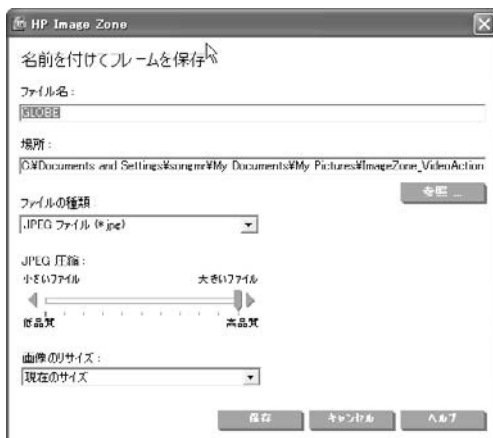 HP Image Zone
名前を付けてフレームを保存
ファイル名:
GLOBE
場所:
C:¥Documents and Settings¥songmr¥My Documents¥My Pictures¥ImageZone_VideoAction
参照 ...
ファイルの種類
JPEG ファイル (*.jpg)
JPEG 圧縮:
小さいファイル 大きいファイル
低品質 高品質
画像のリサイズ:
現在のサイズ
保存 キャンセル ヘルプ